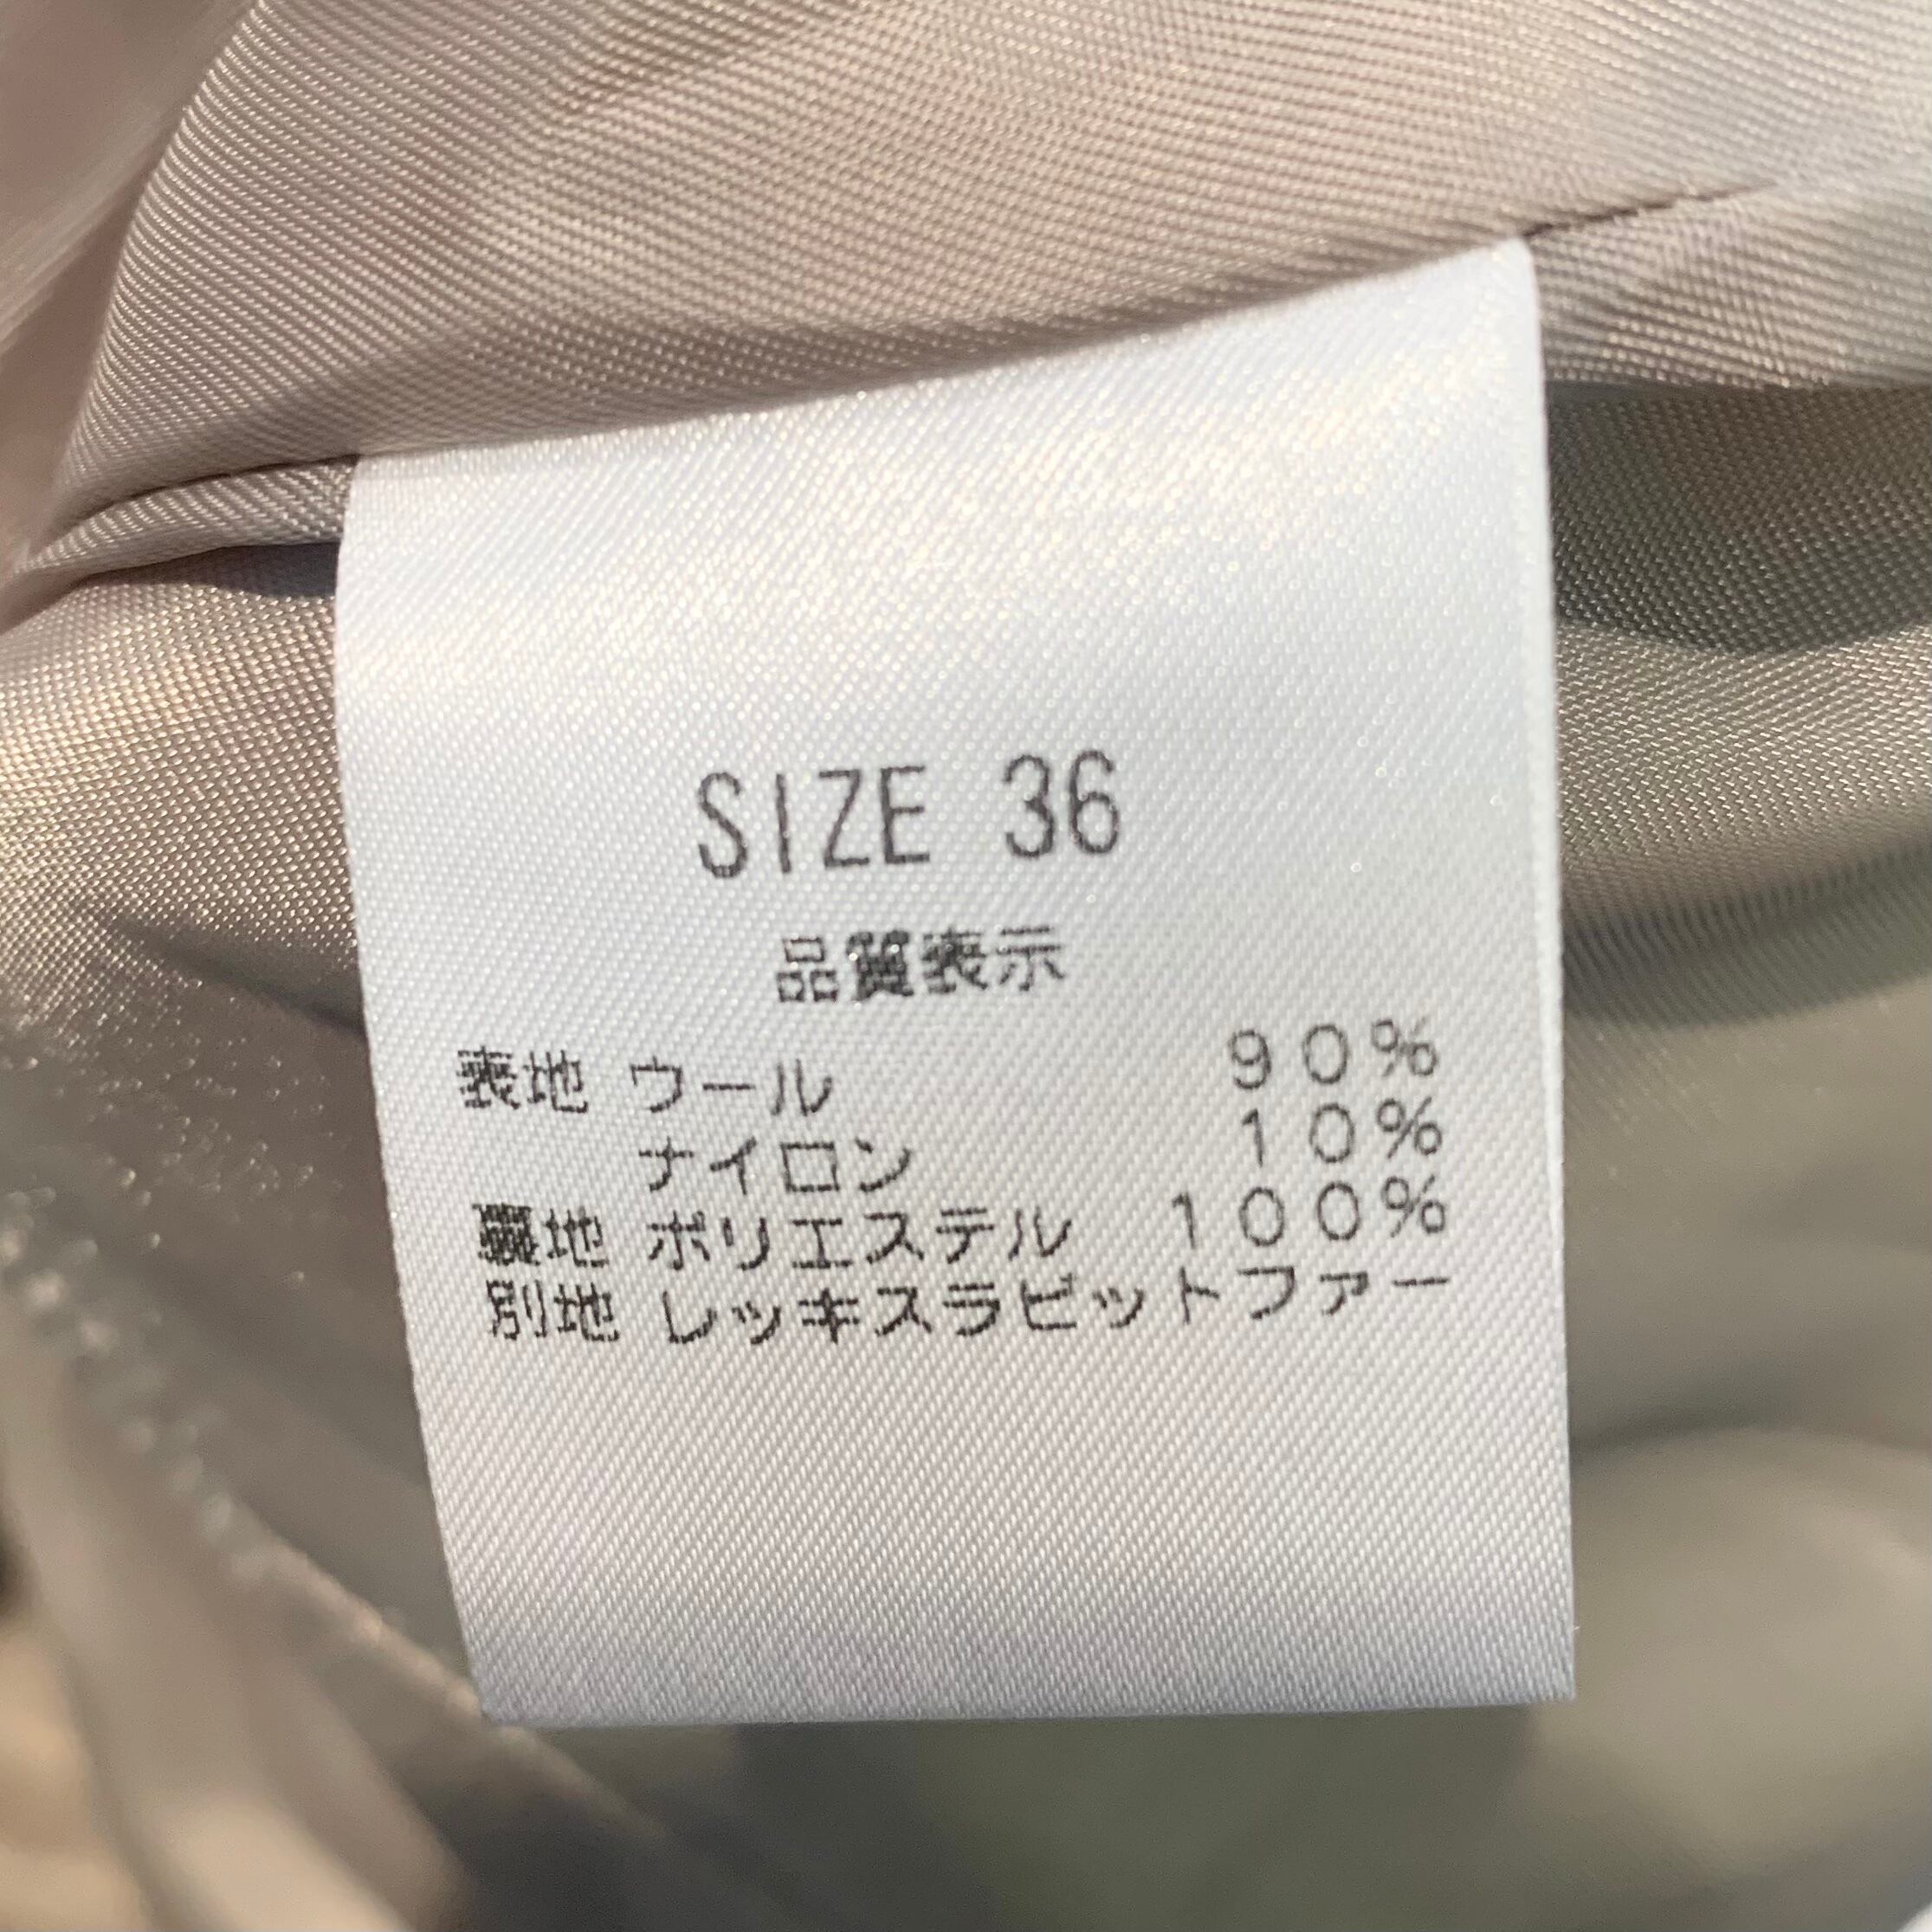 SIZE 36
品質表示
表地 ウール 90%
ナイロン 10%
裏地 ポリエステル 100%
別地 レッキスラビットファー